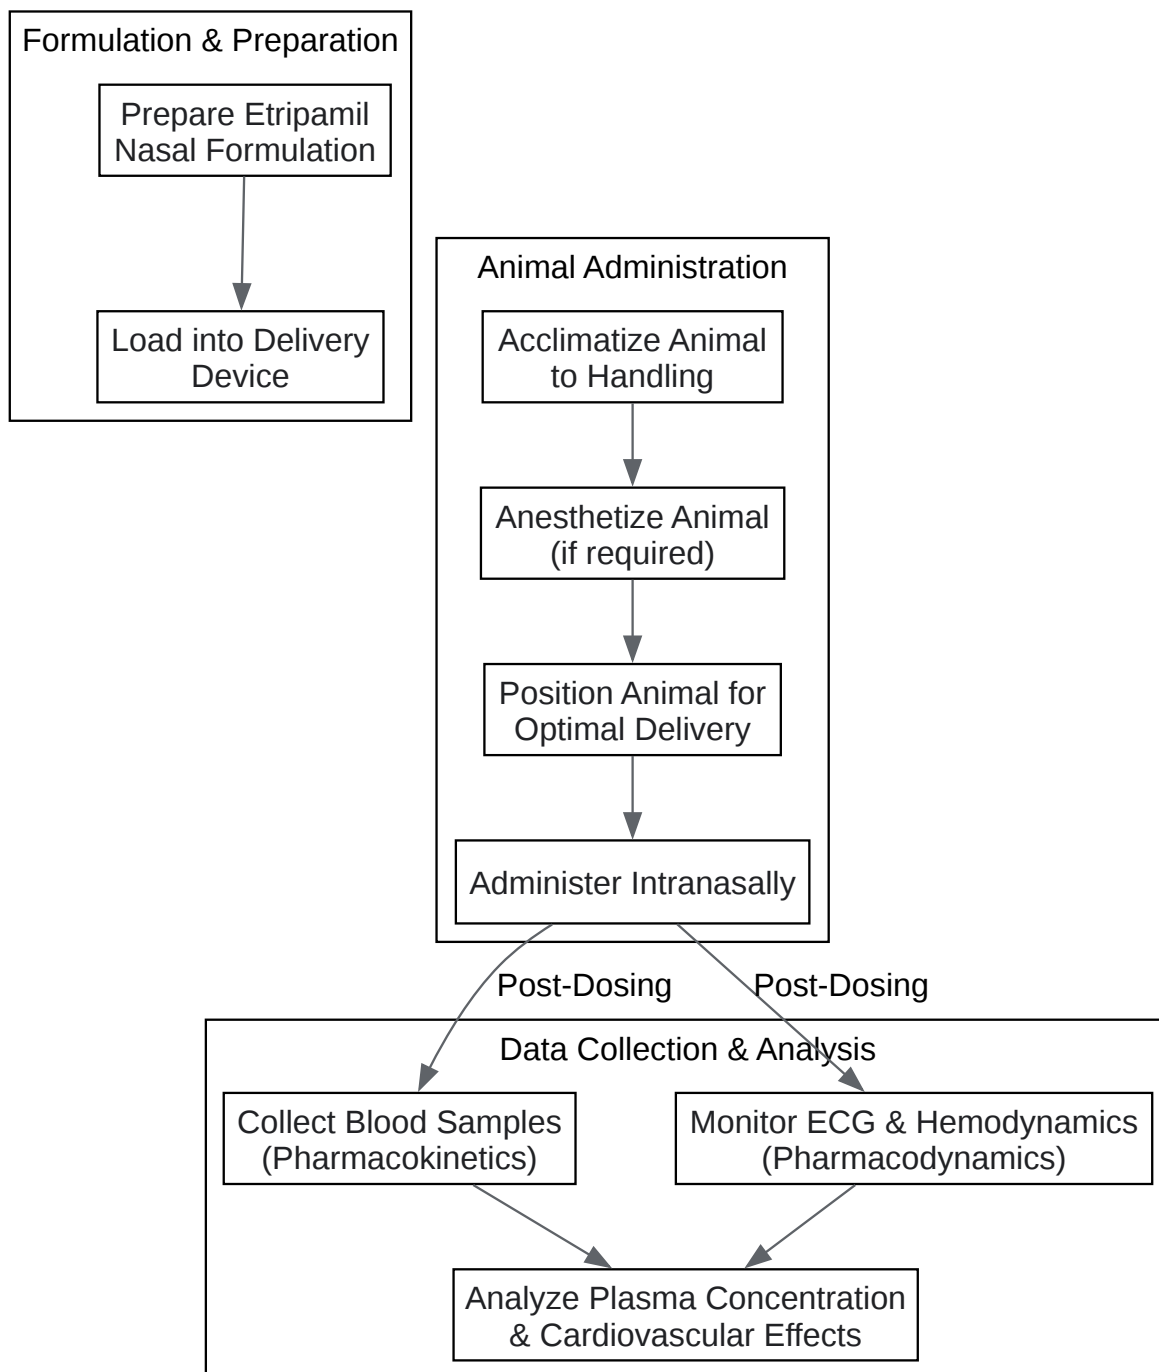 Formulation & Preparation
Prepare Etripamil
Nasal Formulation
Load into Delivery
Device
Animal Administration
Acclimatize Animal
to Handling
Anesthetize Animal
(if required)
Position Animal for
Optimal Delivery
Administer Intranasally
Post-Dosing
Post-Dosing
Data Collection & Analysis
Collect Blood Samples
(Pharmacokinetics)
Monitor ECG & Hemodynamics
(Pharmacodynamics)
Analyze Plasma Concentration
& Cardiovascular Effects